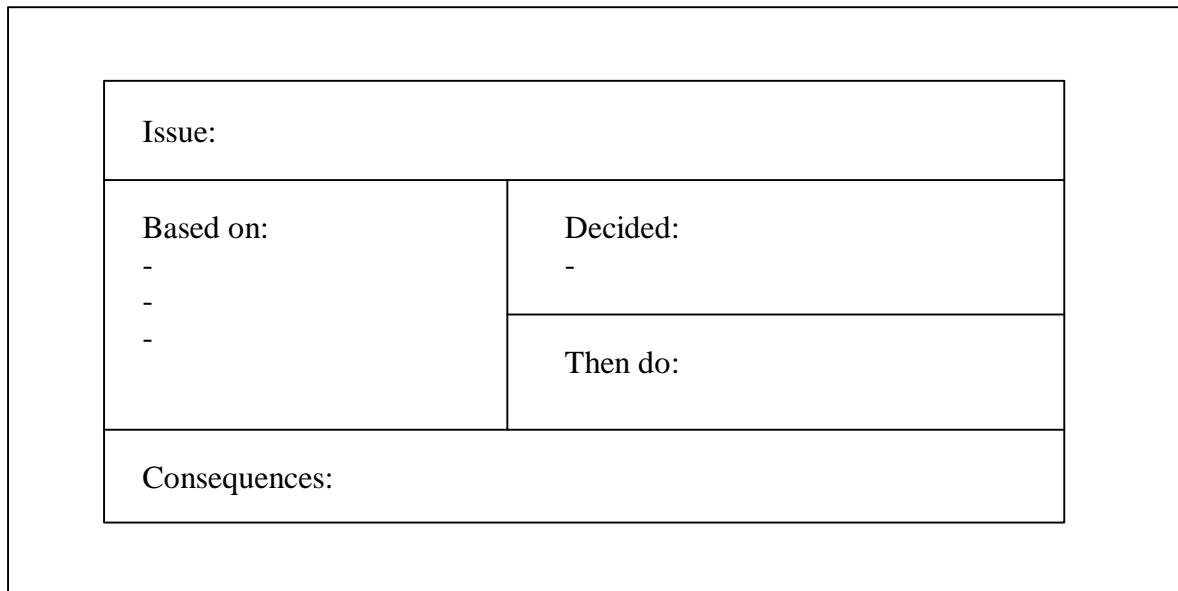 Issue:
Based on:
-
-
-
Decided:
-
Then do:
Consequences: